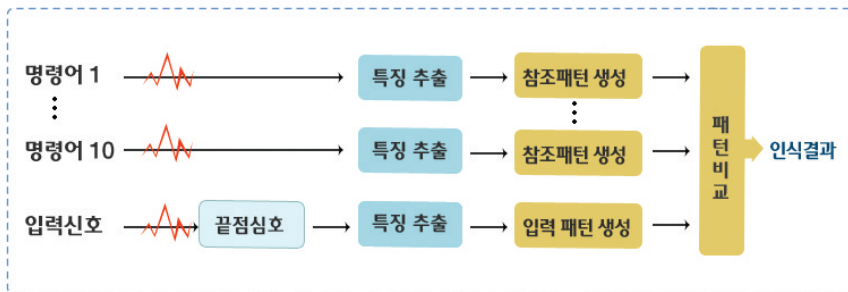 명령어 1
특징 추출
참조패턴 생성
명령어 10
특징 추출
참조패턴 생성
입력신호
끝점심호
특징 추출
입력 패턴 생성
패턴비교
인식결과